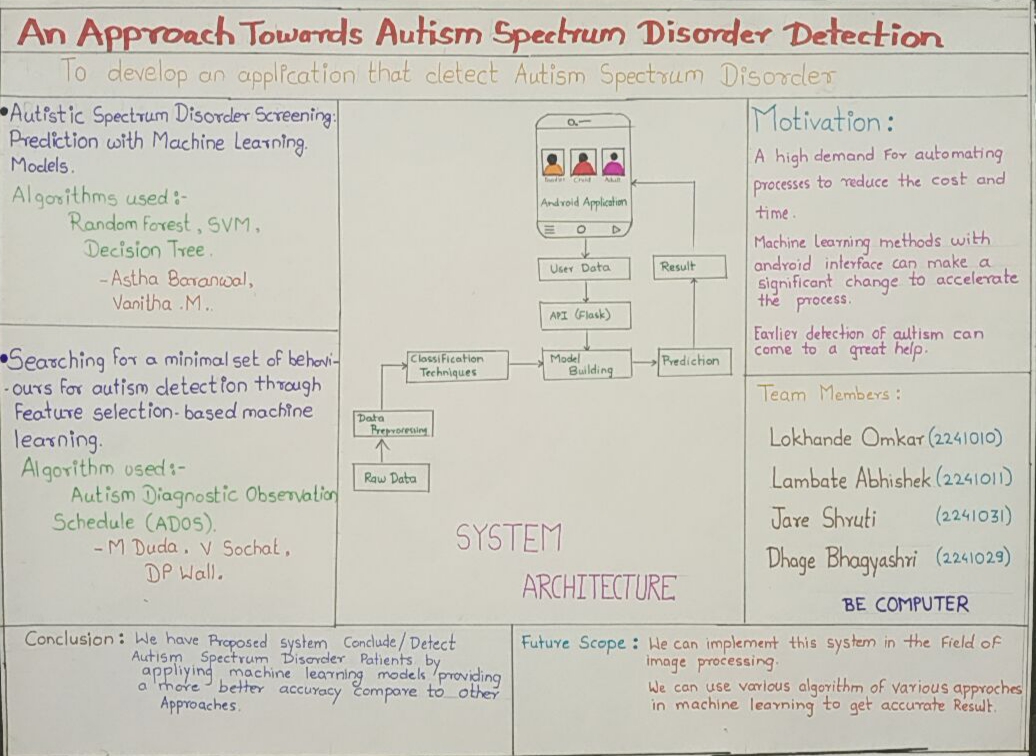 An Approach Towards Autism Spectrum Disorder Detection
To develop an application that detect Autism Spectrum Disorder
•Autistic Spectrum Disorder Screening:
Prediction with Machine Learning.
Models.
Algorithms used:-
Random Forest, SVM,
Decision Tree.
-Astha Baranwal,
Vanitha .M..
•Searching for a minimal set of behavi-
-ours for autism detection through
Feature selection-based machine
learning.
Algorithm used:-
Autism Diagnostic Observation
Schedule (ADOS).
-M Duda, V Sochat,
DP Wall.
Toddler Child Adult
Android Application
User Data
Result
API (Flask)
Classification
Techniques
Model
Building
Prediction
Data
Preprocessing
Raw Data
SYSTEM
ARCHITECTURE
Motivation:
A high demand for automating
processes to reduce the cost and
time.
Machine learning methods with
android interface can make a
significant change to accelerate
the process.
Earlier detection of autism can
come to a great help.
Team Members:
Lokhande Omkar (2241010)
Lambate Abhishek (2241011)
Jare Shruti (2241031)
Dhage Bhagyashri (2241029)
BE COMPUTER
Conclusion: We have Proposed system Conclude/Detect
Autism Spectrum Disorder Patients by
appliying machine learning models providing
a more better accuracy compare to other
Approaches.
Future Scope: We can implement this system in the Field of
image processing.
We can use various algorithm of various approches
in machine learning to get accurate Result.